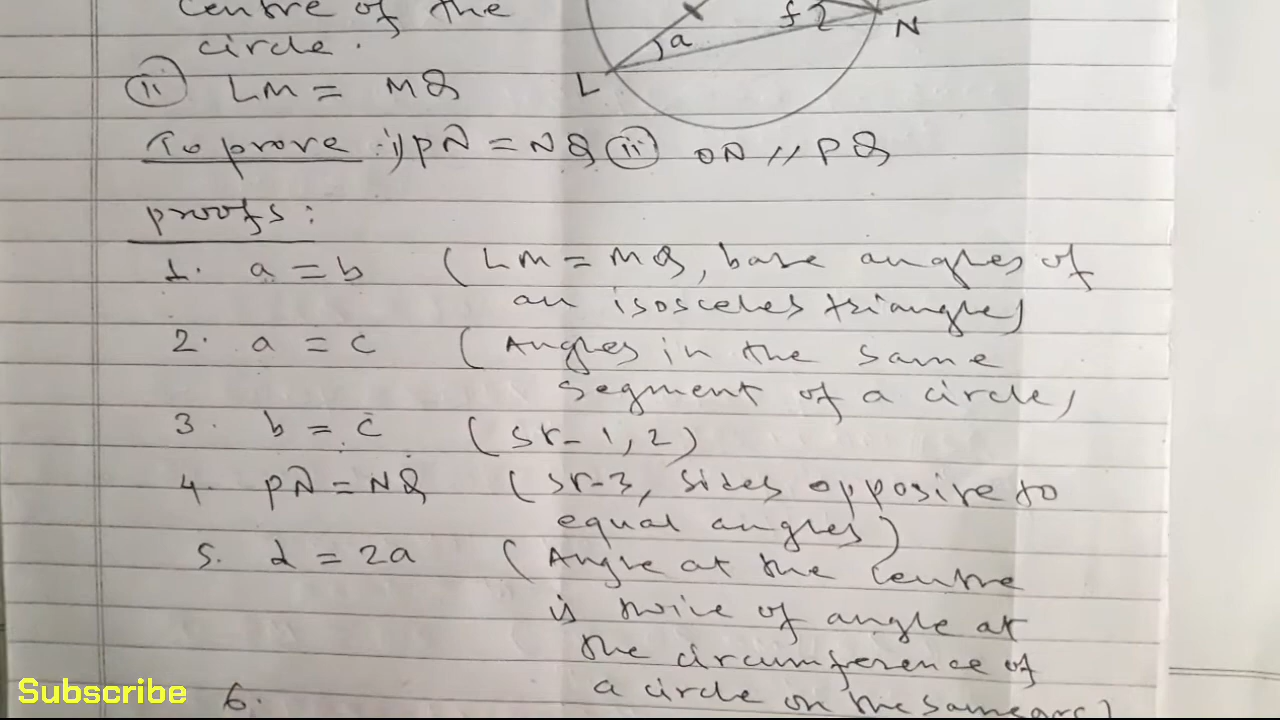 centre of the
circle.
ii LM = MQ
L
a
f 2
N
To prove : i) PN = NQ ii ON // PQ
proofs:
1. a = b (LM = MQ, base angles of
an isosceles triangle)
2. a = c (Angles in the same
segment of a circle)
3. b = c (sr-1,2)
4. PN = NQ (sr-3, sides opposite to
equal angles)
5. d = 2a (Angle at the centre
is twice of angle at
the circumference of
a circle on the same arc)
6.
Subscribe